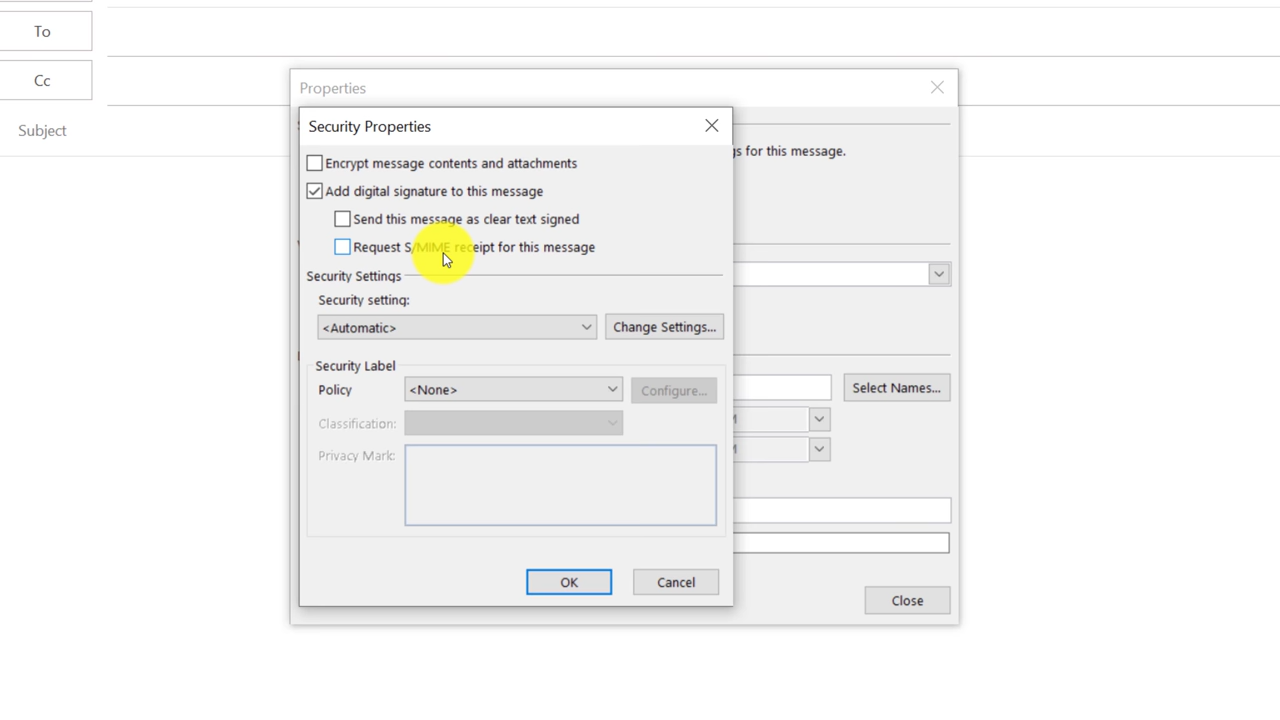 To
Cc
Subject
Properties
Security Properties
Encrypt message contents and attachments
gs for this message.
Add digital signature to this message
Send this message as clear text signed
Request S/MIME receipt for this message
Security Settings
Security setting:
<Automatic>
Change Settings...
Security Label
Policy
<None>
Configure...
Select Names...
Classification:
Privacy Mark:
OK
Cancel
Close